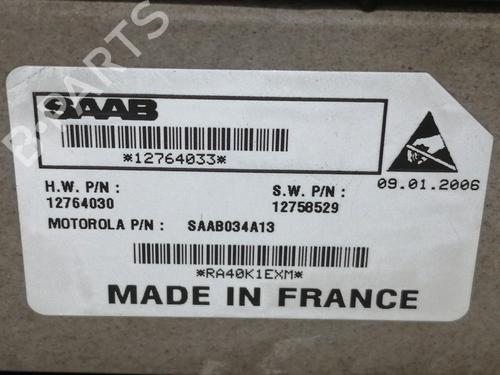 SAAB
*12764033*
09.01.2006
H.W. P/N :
12764030
S.W. P/N :
12758529
MOTOROLA P/N : SAAB034A13
*RA40K1EXM*
MADE IN FRANCE
B-PARTS